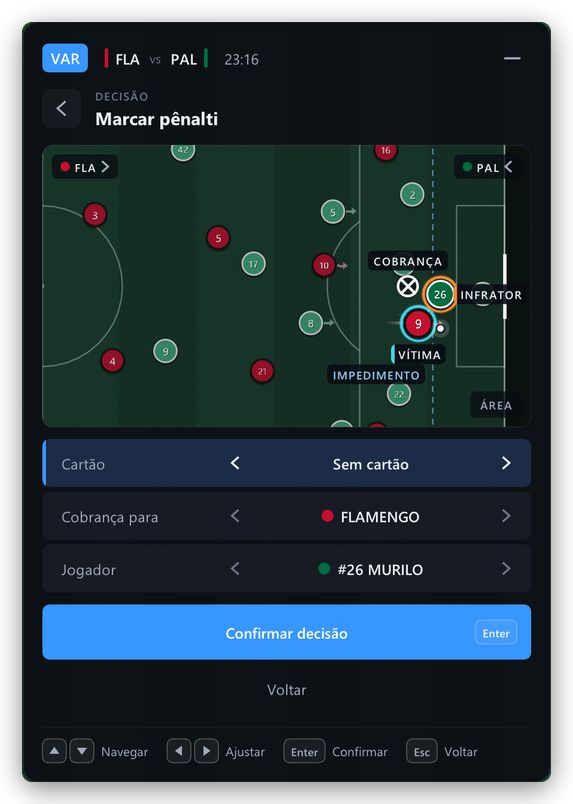 VAR FLA vs PAL 23:16
DECISÃO
Marcar pênalti
42
16
FLA
PAL
2
3
5
5
17
COBRANÇA
10
26
INFRATOR
8
9
VÍTIMA
9
4
21
IMPEDIMENTO
22
ÁREA
Cartão Sem cartão
Cobrança para FLAMENGO
Jogador #26 MURILO
Confirmar decisão Enter
Voltar
Navegar Ajustar Enter Confirmar Esc Voltar